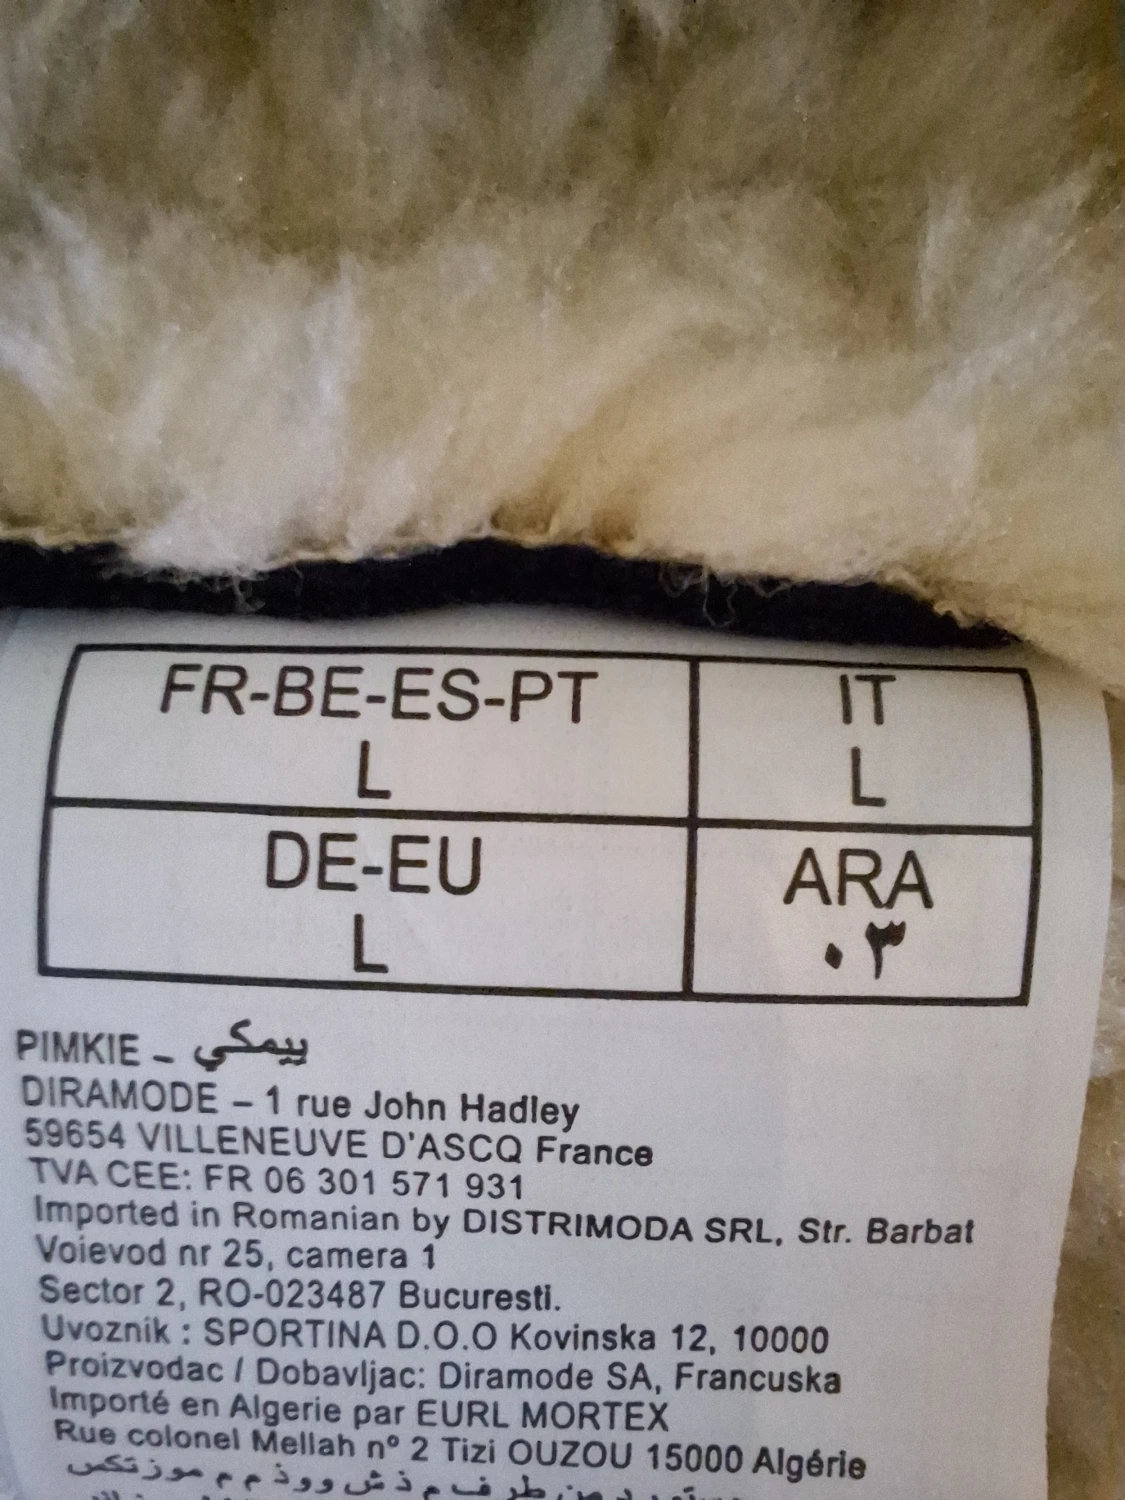 FR-BE-ES-PT IT
L L
DE-EU ARA
L ٠٣
PIMKIE – بيمكي
DIRAMODE – 1 rue John Hadley
59654 VILLENEUVE D'ASCQ France
TVA CEE: FR 06 301 571 931
Imported in Romanian by DISTRIMODA SRL, Str. Barbat
Voievod nr 25, camera 1
Sector 2, RO-023487 Bucuresti.
Uvoznik : SPORTINA D.O.O Kovinska 12, 10000
Proizvodac / Dobavljac: Diramode SA, Francuska
Importé en Algerie par EURL MORTEX
Rue colonel Mellah nº 2 Tizi OUZOU 15000 Algérie